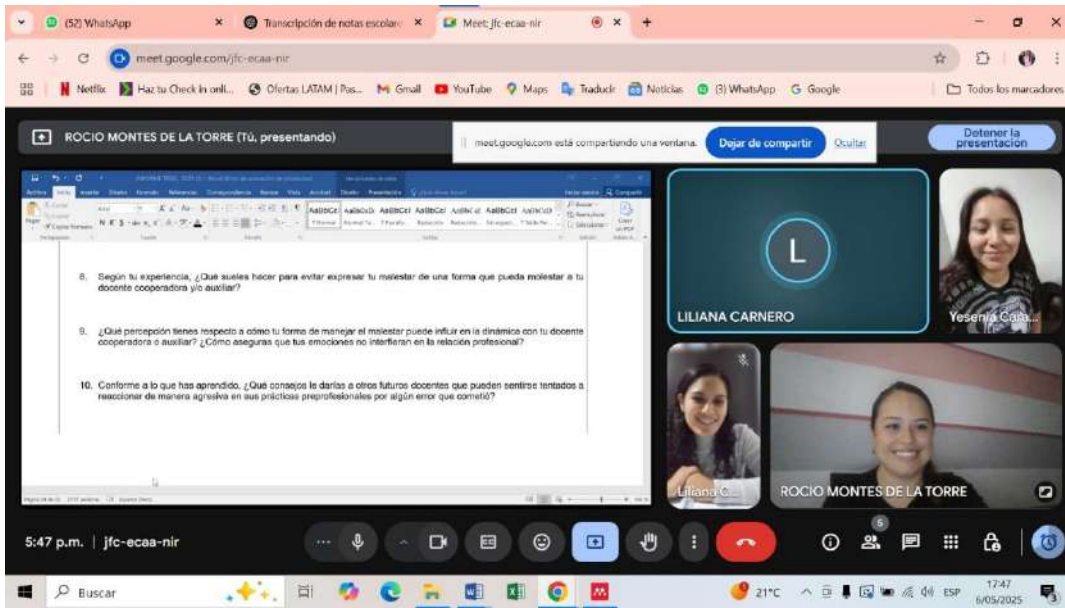 (52) WhatsApp
Transcripción de notas escolare
Meet: jfc-ecaa-nir
meet.google.com/jfc-ecaa-nir
Netflix
Haz tu Check in onli...
Ofertas LATAM | Pas...
Gmail
YouTube
Maps
Traducir
Noticias
(3) WhatsApp
Google
Todos los marcadores
ROCIO MONTES DE LA TORRE (Tú, presentando)
meet.google.com está compartiendo una ventana.
Dejar de compartir
Ocultar
Detener la
presentación
8. Según tu experiencia, ¿Qué sueles hacer para evitar expresar tu malestar de una forma que pueda molestar a tu
docente cooperadora y/o auxiliar?
9. ¿Qué percepción tienes respecto a cómo tu forma de manejar el malestar puede influir en la dinámica con tu docente
cooperadora o auxiliar? ¿Cómo aseguras que tus emociones no interfieran en la relación profesional?
10. Conforme a lo que has aprendido, ¿Qué consejos le darías a otros futuros docentes que pueden sentirse tentados a
reaccionar de manera agresiva en sus prácticas preprofesionales por algún error que cometió?
L
LILIANA CARNERO
Yesenia Cara...
Liliana C...
ROCIO MONTES DE LA TORRE
5:47 p.m. | jfc-ecaa-nir
Buscar
21°C
ESP
17:47
6/05/2025